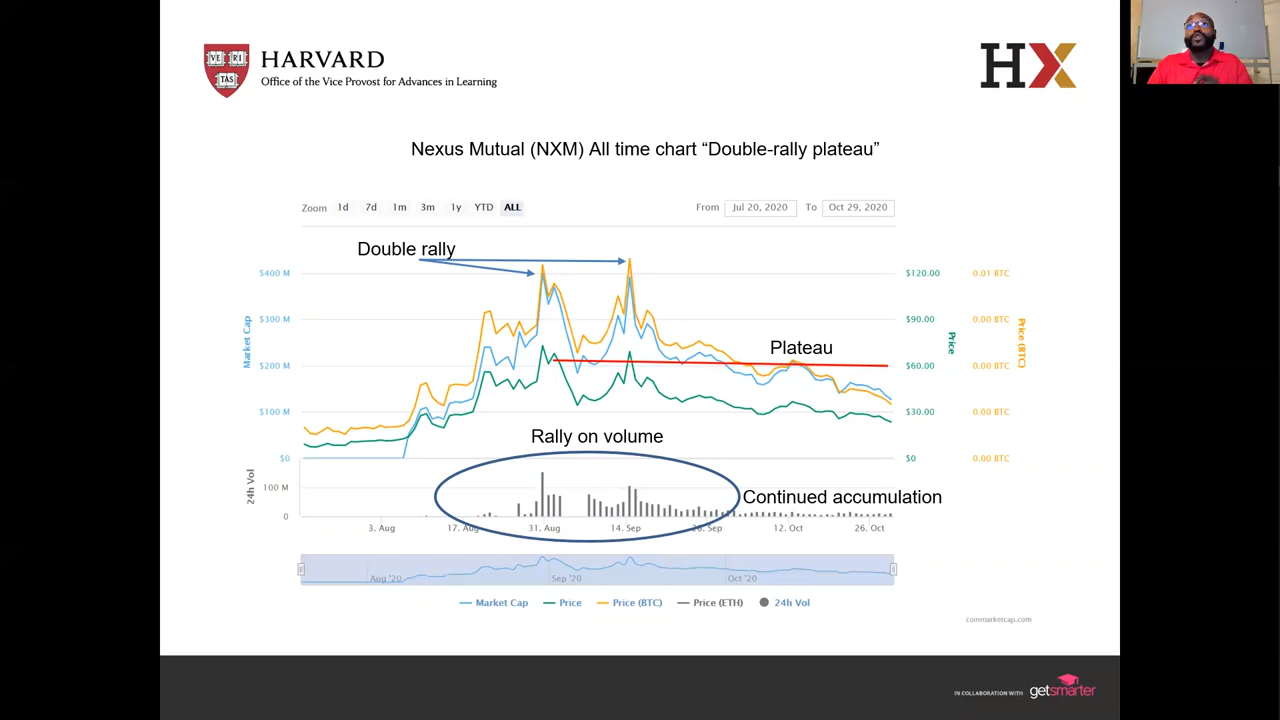 HARVARD
VE RI TAS
Office of the Vice Provost for Advances in Learning
HX
Nexus Mutual (NXM) All time chart “Double-rally plateau”
Zoom 1d 7d 1m 3m 1y YTD ALL From Jul 20, 2020 To Oct 29, 2020
Double rally
$400 M $120.00 0.01 BTC
$300 M $90.00 0.00 BTC
Market Cap Price Price (BTC)
Plateau
$200 M $60.00 0.00 BTC
$100 M $30.00 0.00 BTC
Rally on volume
$0 $0 0.00 BTC
24h Vol
100 M
Continued accumulation
0
3. Aug 17. Aug 31. Aug 14. Sep 28. Sep 12. Oct 26. Oct
Aug '20 Sep '20 Oct '20
Market Cap Price Price (BTC) Price (ETH) 24h Vol
coinmarketcap.com
IN COLLABORATION WITH getsmarter